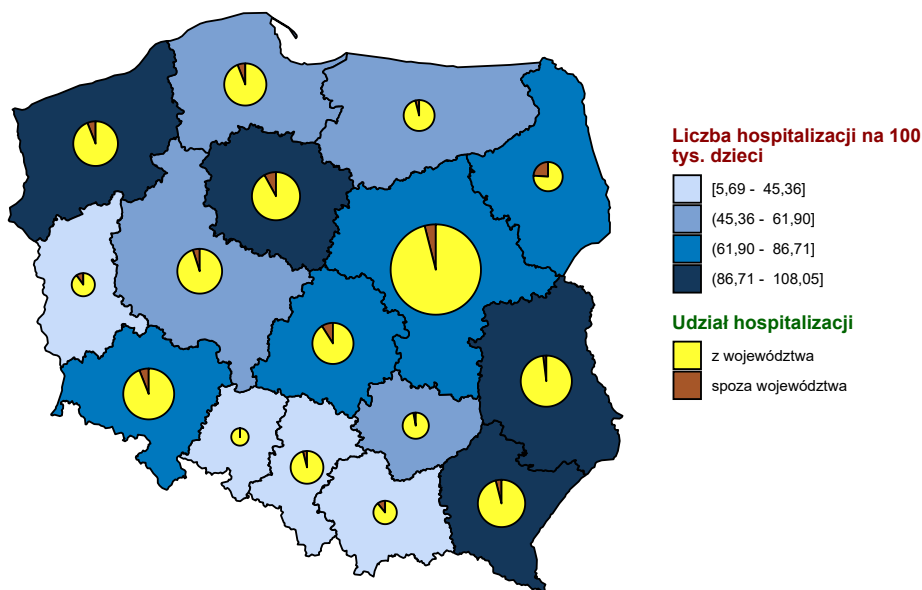 Liczba hospitalizacji na 100
tys. dzieci
[5,69 - 45,36]
(45,36 - 61,90]
(61,90 - 86,71]
(86,71 - 108,05]
Udział hospitalizacji
z województwa
spoza województwa